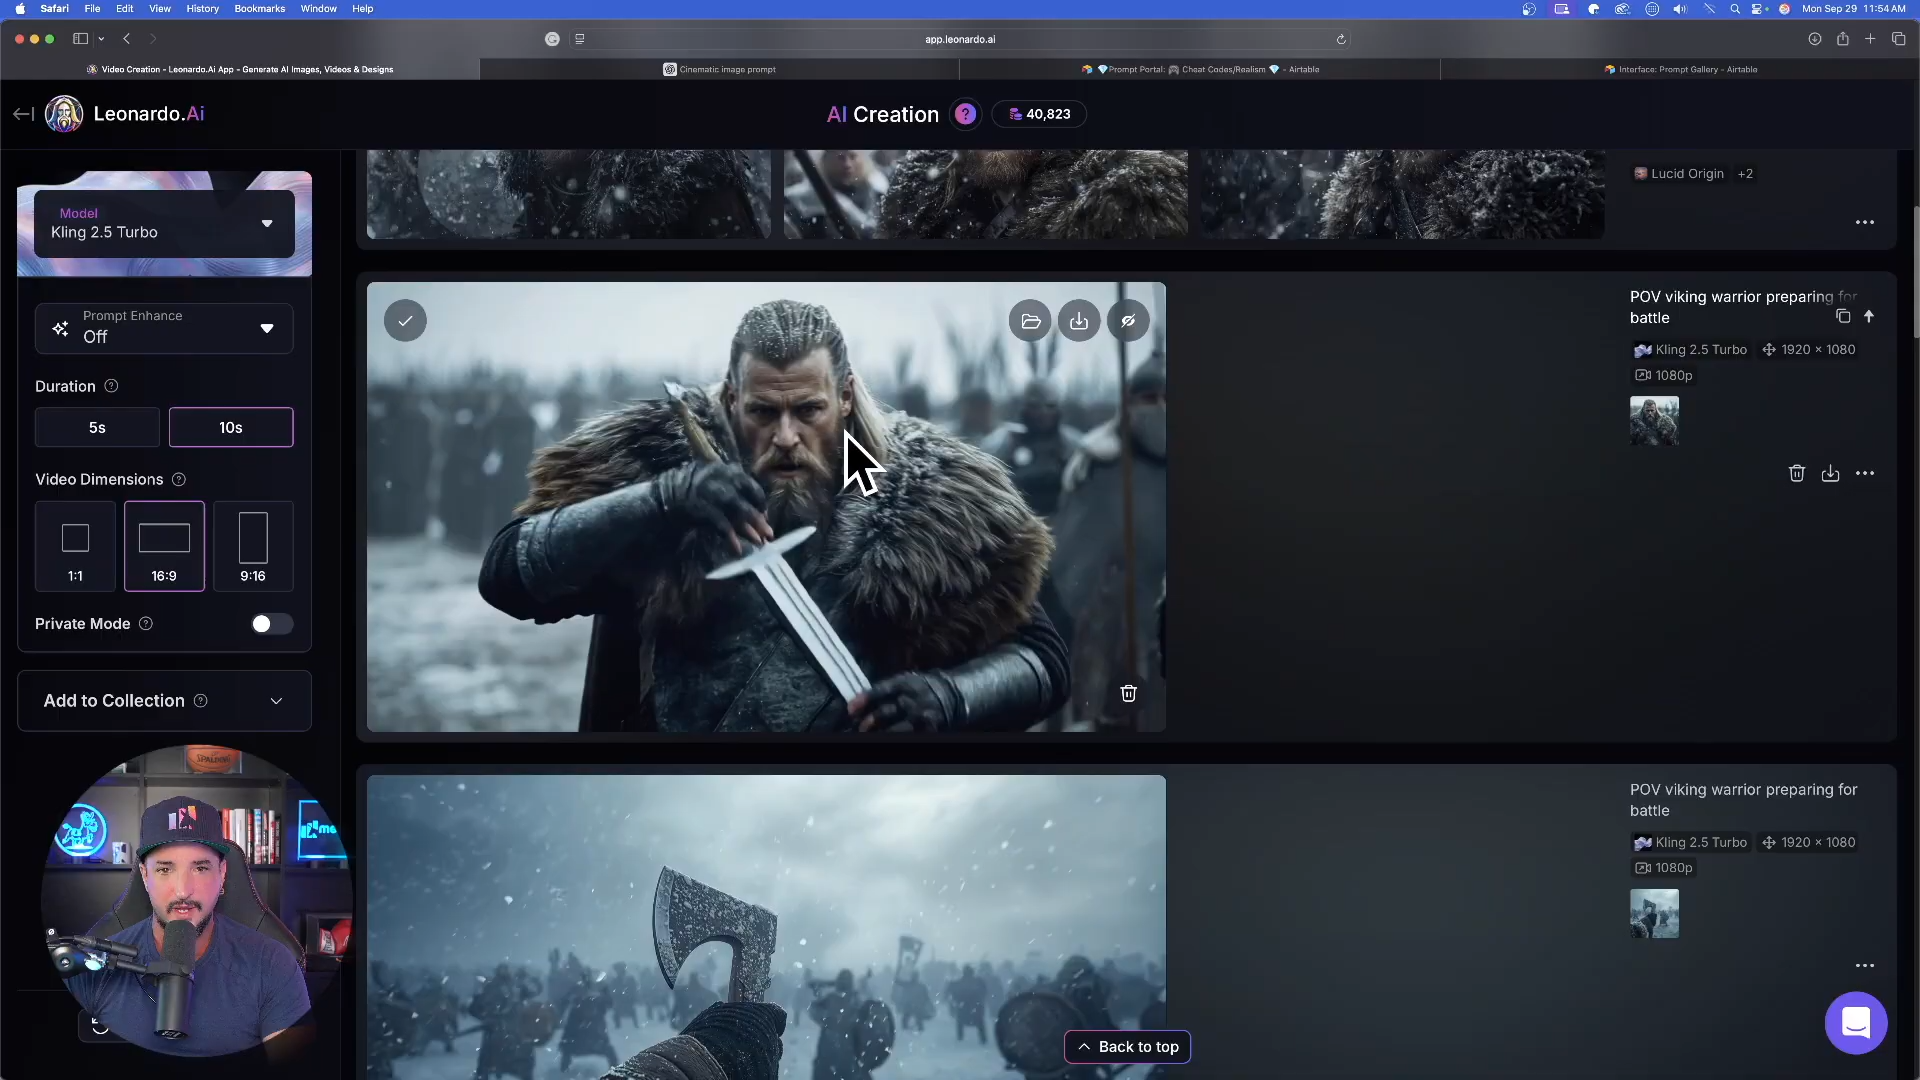 Safari File Edit View History Bookmarks Window Help
Mon Sep 29 11:54 AM
app.leonardo.ai
Video Creation - Leonardo.Ai App - Generate AI Images, Videos & Designs
Cinematic image prompt
Prompt Portal: Cheat Codes/Realism - Airtable
Interface: Prompt Gallery - Airtable
Leonardo.Ai
AI Creation ? 40,823
Model
Kling 2.5 Turbo
Prompt Enhance
Off
Duration ?
5s 10s
Video Dimensions ?
1:1 16:9 9:16
Private Mode ?
Add to Collection ?
SPALDING
Lucid Origin +2
POV viking warrior preparing for
battle
Kling 2.5 Turbo 1920 × 1080
1080p
POV viking warrior preparing for
battle
Kling 2.5 Turbo 1920 × 1080
1080p
Back to top